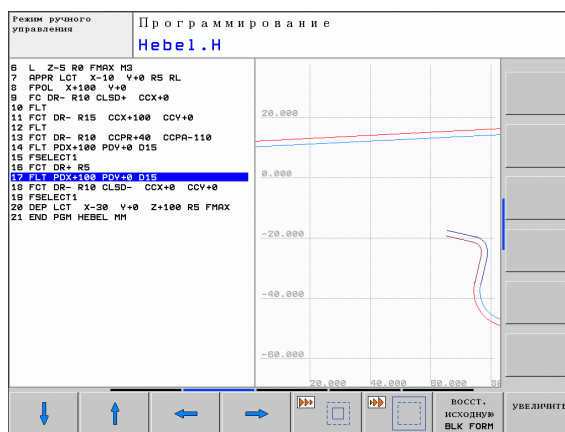 Режим ручного
управления
Программирование
Hebel.H
6 L Z-5 R0 FMAX M3
7 APPR LCT X-10 Y+0 R5 RL
8 FPOL X+100 Y+0
9 FC DR- R10 CLSD+ CCX+0
10 FLT
11 FCT DR- R15 CCX+100 CCY+0
12 FLT
13 FCT DR- R10 CCPR+40 CCPA-110
14 FLT PDX+100 PDY+0 D15
15 FSELECT1
16 FCT DR+ R5
17 FLT PDX+100 PDY+0 D15
18 FCT DR- R10 CLSD- CCX+0 CCY+0
19 FSELECT1
20 DEP LCT X-30 Y+0 Z+100 R5 FMAX
21 END PGM HEBEL MM
20.000
0.000
-20.000
-40.000
-60.000
20.000 40.000 60.000 80
ВОССТ.
ИСХОДНУЮ
BLK FORM
УВЕЛИЧИТЬ